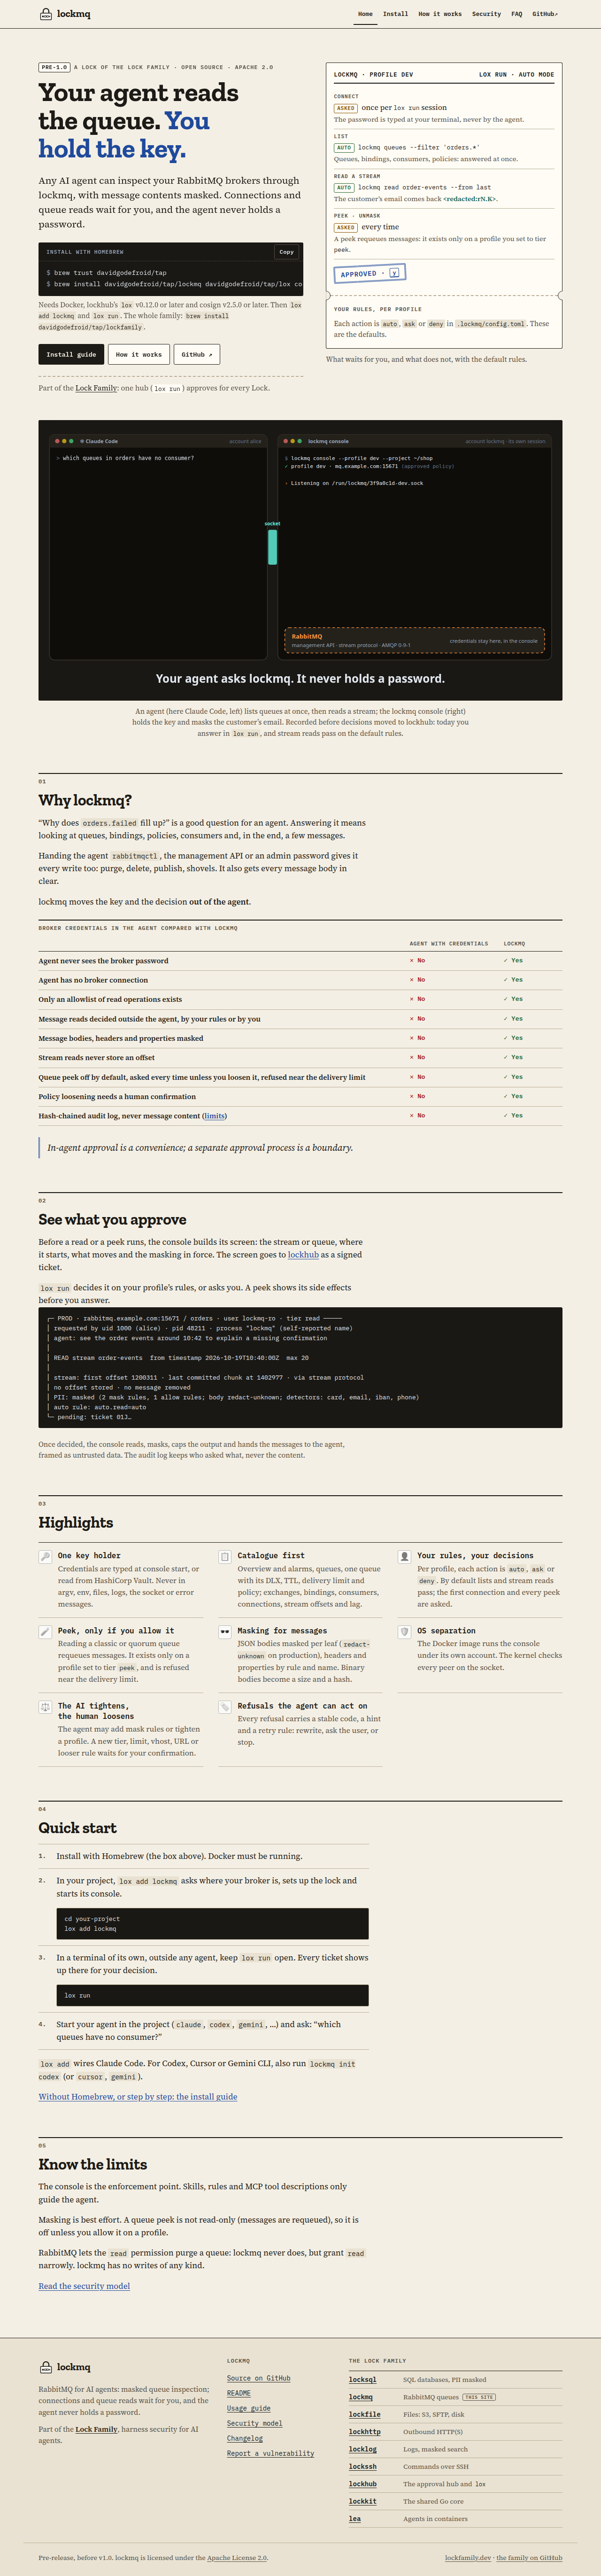 lockmq
Home Install How it works Security FAQ GitHub↗
PRE-1.0 A LOCK OF THE LOCK FAMILY · OPEN SOURCE · APACHE 2.0
Your agent reads
the queue. You
hold the key.
Any AI agent can inspect your RabbitMQ brokers through
lockmq, with message contents masked. Connections and
queue reads wait for you, and the agent never holds a
password.
INSTALL WITH HOMEBREW
Copy
$ brew trust davidgodefroid/tap
$ brew install davidgodefroid/tap/lockmq davidgodefroid/tap/lox co
Needs Docker, lockhub's lox v0.12.0 or later and cosign v2.5.0 or later. Then lox
add lockmq and lox run. The whole family: brew install
davidgodefroid/tap/lockfamily.
Install guide
How it works
GitHub ↗
Part of the Lock Family: one hub ( lox run ) approves for every Lock.
LOCKMQ · PROFILE DEV
LOX RUN · AUTO MODE
CONNECT
ASKED once per lox run session
The password is typed at your terminal, never by the agent.
LIST
AUTO lockmq queues --filter 'orders.*'
Queues, bindings, consumers, policies: answered at once.
READ A STREAM
AUTO lockmq read order-events --from last
The customer's email comes back <redacted:rN.K>.
PEEK · UNMASK
ASKED every time
A peek requeues messages: it exists only on a profile you set to tier
peek.
APPROVED · y
YOUR RULES, PER PROFILE
Each action is auto, ask or deny in .lockmq/config.toml. These
are the defaults.
What waits for you, and what does not, with the default rules.
Claude Code
account alice
> which queues in orders have no consumer?
socket
lockmq console
account lockmq · its own session
$ lockmq console --profile dev --project ~/shop
✓ profile dev · mq.example.com:15671 (approved policy)
Listening on /run/lockmq/3f9a0c1d-dev.sock
RabbitMQ
management API · stream protocol · AMQP 0-9-1
credentials stay here, in the console
Your agent asks lockmq. It never holds a password.
An agent (here Claude Code, left) lists queues at once, then reads a stream; the lockmq console (right)
holds the key and masks the customer's email. Recorded before decisions moved to lockhub: today you
answer in lox run, and stream reads pass on the default rules.
01
Why lockmq?
“Why does orders.failed fill up?” is a good question for an agent. Answering it means
looking at queues, bindings, policies, consumers and, in the end, a few messages.
Handing the agent rabbitmqctl, the management API or an admin password gives it
every write too: purge, delete, publish, shovels. It also gets every message body in
clear.
lockmq moves the key and the decision out of the agent.
BROKER CREDENTIALS IN THE AGENT COMPARED WITH LOCKMQ
AGENT WITH CREDENTIALS LOCKMQ
Agent never sees the broker password × No ✓ Yes
Agent has no broker connection × No ✓ Yes
Only an allowlist of read operations exists × No ✓ Yes
Message reads decided outside the agent, by your rules or by you × No ✓ Yes
Message bodies, headers and properties masked × No ✓ Yes
Stream reads never store an offset × No ✓ Yes
Queue peek off by default, asked every time unless you loosen it, refused near the delivery limit × No ✓ Yes
Policy loosening needs a human confirmation × No ✓ Yes
Hash-chained audit log, never message content (limits) × No ✓ Yes
In-agent approval is a convenience; a separate approval process is a boundary.
02
See what you approve
Before a read or a peek runs, the console builds its screen: the stream or queue, where
it starts, what moves and the masking in force. The screen goes to lockhub as a signed
ticket.
lox run decides it on your profile's rules, or asks you. A peek shows its side effects
before you answer.
┌─ PROD · rabbitmq.example.com:15671 / orders · user lockmq-ro · tier read ─────
│ requested by uid 1000 (alice) · pid 48211 · process "lockmq" (self-reported name)
│ agent: see the order events around 10:42 to explain a missing confirmation
│
│ READ stream order-events from timestamp 2026-10-19T10:40:00Z max 20
│
│ stream: first offset 1200311 · last committed chunk at 1402977 · via stream protocol
│ no offset stored · no message removed
│ PII: masked (2 mask rules, 1 allow rules; body redact-unknown; detectors: card, email, iban, phone)
│ auto rule: auto.read=auto
└─ pending: ticket 01J…
Once decided, the console reads, masks, caps the output and hands the messages to the agent,
framed as untrusted data. The audit log keeps who asked what, never the content.
03
Highlights
One key holder
Credentials are typed at console start, or
read from HashiCorp Vault. Never in
argv, env, files, logs, the socket or error
messages.
Catalogue first
Overview and alarms, queues, one queue
with its DLX, TTL, delivery limit and
policy; exchanges, bindings, consumers,
connections, stream offsets and lag.
Your rules, your decisions
Per profile, each action is auto, ask or
deny. By default lists and stream reads
pass; the first connection and every peek
are asked.
Peek, only if you allow it
Reading a classic or quorum queue
requeues messages. It exists only on a
profile set to tier peek, and is refused
near the delivery limit.
Masking for messages
JSON bodies masked per leaf (redact-
unknown on production), headers and
properties by rule and name. Binary
bodies become a size and a hash.
OS separation
The Docker image runs the console
under its own account. The kernel checks
every peer on the socket.
The AI tightens,
the human loosens
The agent may add mask rules or tighten
a profile. A new tier, limit, vhost, URL or
looser rule waits for your confirmation.
Refusals the agent can act on
Every refusal carries a stable code, a hint
and a retry rule: rewrite, ask the user, or
stop.
04
Quick start
1. Install with Homebrew (the box above). Docker must be running.
2. In your project, lox add lockmq asks where your broker is, sets up the lock and
starts its console.
cd your-project
lox add lockmq
3. In a terminal of its own, outside any agent, keep lox run open. Every ticket shows
up there for your decision.
lox run
4. Start your agent in the project (claude, codex, gemini, …) and ask: “which
queues have no consumer?”
lox add wires Claude Code. For Codex, Cursor or Gemini CLI, also run lockmq init
codex (or cursor, gemini).
Without Homebrew, or step by step: the install guide
05
Know the limits
The console is the enforcement point. Skills, rules and MCP tool descriptions only
guide the agent.
Masking is best effort. A queue peek is not read-only (messages are requeued), so it is
off unless you allow it on a profile.
RabbitMQ lets the read permission purge a queue: lockmq never does, but grant read
narrowly. lockmq has no writes of any kind.
Read the security model
lockmq
RabbitMQ for AI agents: masked queue inspection;
connections and queue reads wait for you, and the
agent never holds a password.
Part of the Lock Family, harness security for AI
agents.
LOCKMQ
Source on GitHub
README
Usage guide
Security model
Changelog
Report a vulnerability
THE LOCK FAMILY
locksql SQL databases, PII masked
lockmq RabbitMQ queues THIS SITE
lockfile Files: S3, SFTP, disk
lockhttp Outbound HTTP(S)
locklog Logs, masked search
lockssh Commands over SSH
lockhub The approval hub and lox
lockkit The shared Go core
lea Agents in containers
Pre-release, before v1.0. lockmq is licensed under the Apache License 2.0.
lockfamily.dev · the family on GitHub